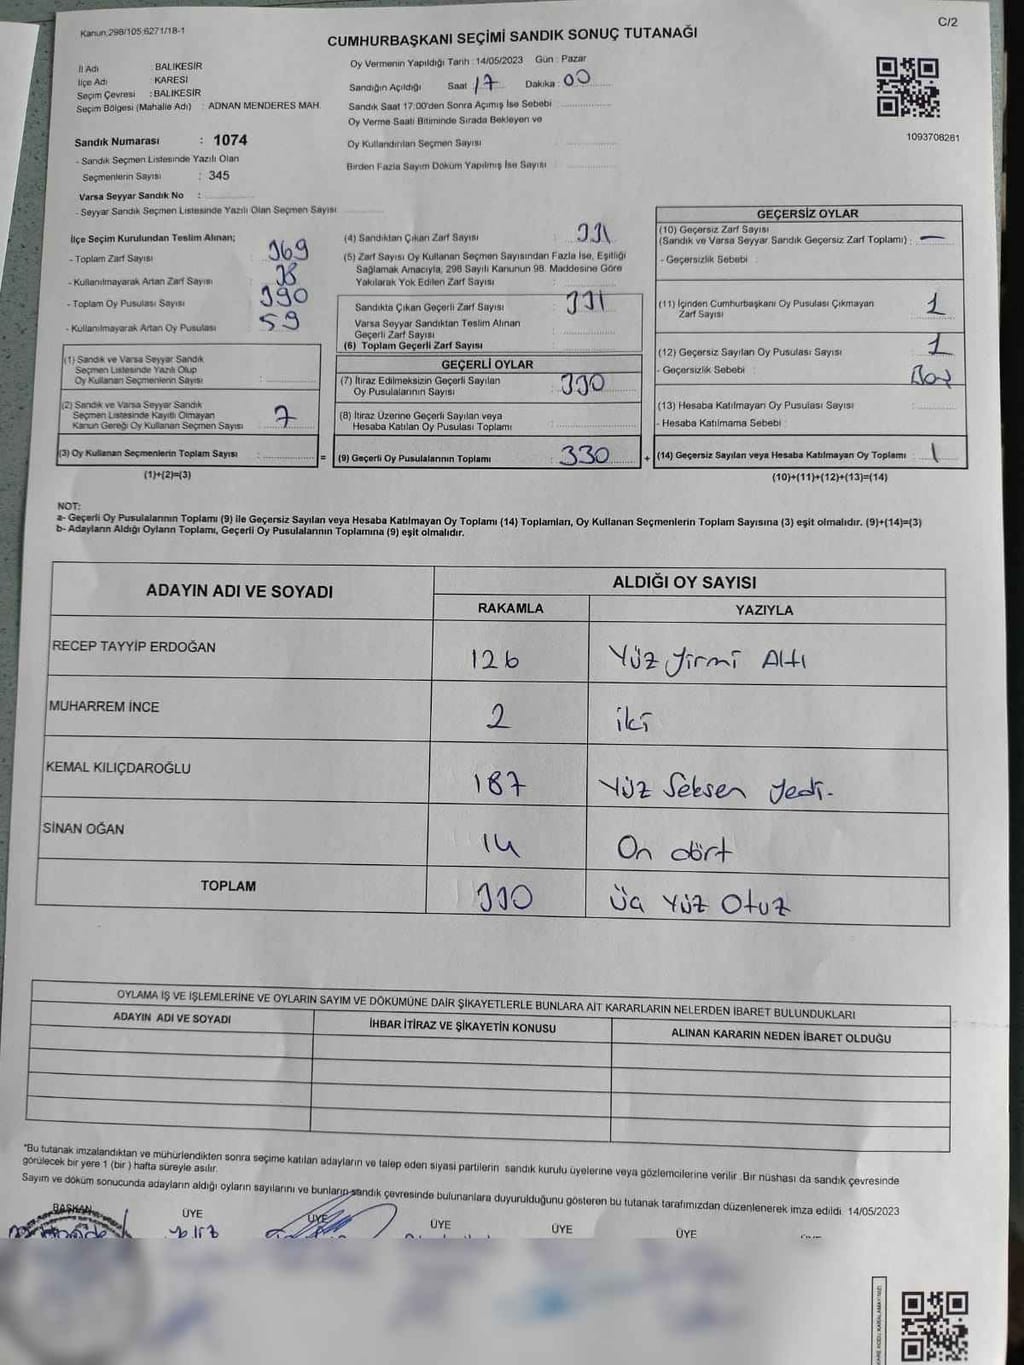 Kanun:298/105;6271/18-1
C/2
CUMHURBAŞKANI SEÇİMİ SANDIK SONUÇ TUTANAĞI
İl Adı : BALIKESİR
İlçe Adı : KARESİ
Seçim Çevresi : BALIKESİR
Seçim Bölgesi (Mahalle Adı) : ADNAN MENDERES MAH.
Oy Vermenin Yapıldığı Tarih : 14/05/2023 Gün : Pazar
Sandığın Açıldığı Saat 17 Dakika : 00
Sandık Saat 17:00'den Sonra Açımış İse Sebebi
Oy Verme Saati Bitiminde Sırada Bekleyen ve
Oy Kullandırılan Seçmen Sayısı
Birden Fazla Sayım Döküm Yapılmış İse Sayısı
1093708281
Sandık Numarası : 1074
- Sandık Seçmen Listesinde Yazılı Olan
Seçmenlerin Sayısı : 345
Varsa Seyyar Sandık No :
- Seyyar Sandık Seçmen Listesinde Yazılı Olan Seçmen Sayısı
İlçe Seçim Kurulundan Teslim Alınan;
- Toplam Zarf Sayısı 369
- Kullanılmayarak Artan Zarf Sayısı 38
- Toplam Oy Pusulası Sayısı 390
- Kullanılmayarak Artan Oy Pusulası 59
(1) Sandık ve Varsa Seyyar Sandık
Seçmen Listesinde Yazılı Olup
Oy Kullanan Seçmenlerin Sayısı :
(2) Sandık ve Varsa Seyyar Sandık
Seçmen Listesinde Kayıtlı Olmayan
Kanun Gereği Oy Kullanan Seçmen Sayısı 7
(3) Oy Kullanan Seçmenlerin Toplam Sayısı :
(1)+(2)=(3)
(4) Sandıktan Çıkan Zarf Sayısı 331
(5) Zarf Sayısı Oy Kullanan Seçmen Sayısından Fazla İse, Eşitliği
Sağlamak Amacıyla, 298 Sayılı Kanunun 98. Maddesine Göre
Yakılarak Yok Edilen Zarf Sayısı :
Sandıkta Çıkan Geçerli Zarf Sayısı 331
Varsa Seyyar Sandıktan Teslim Alınan
Geçerli Zarf Sayısı
(6) Toplam Geçerli Zarf Sayısı
GEÇERLİ OYLAR
(7) İtiraz Edilmeksizin Geçerli Sayılan
Oy Pusulalarının Sayısı 330
(8) İtiraz Üzerine Geçerli Sayılan veya
Hesaba Katılan Oy Pusulası Toplamı
= (9) Geçerli Oy Pusulalarının Toplamı : 330 +
GEÇERSİZ OYLAR
(10) Geçersiz Zarf Sayısı
(Sandık ve Varsa Seyyar Sandık Geçersiz Zarf Toplamı) : —
- Geçersizlik Sebebi :
(11) İçinden Cumhurbaşkanı Oy Pusulası Çıkmayan
Zarf Sayısı 1
(12) Geçersiz Sayılan Oy Pusulası Sayısı 1
- Geçersizlik Sebebi :
(13) Hesaba Katılmayan Oy Pusulası Sayısı
- Hesaba Katılmama Sebebi :
(14) Geçersiz Sayılan veya Hesaba Katılmayan Oy Toplamı : 1
(10)+(11)+(12)+(13)=(14)
NOT:
a- Geçerli Oy Pusulalarının Toplamı (9) ile Geçersiz Sayılan veya Hesaba Katılmayan Oy Toplamı (14) Toplamları, Oy Kullanan Seçmenlerin Toplam Sayısına (3) eşit olmalıdır. (9)+(14)=(3)
b- Adayların Aldığı Oyların Toplamı, Geçerli Oy Pusulalarının Toplamına (9) eşit olmalıdır.
ADAYIN ADI VE SOYADI ALDIĞI OY SAYISI
RAKAMLA YAZIYLA
RECEP TAYYİP ERDOĞAN 126 Yüz yirmi Altı
MUHARREM İNCE 2 iki
KEMAL KILIÇDAROĞLU 187 Yüz Seksen yedi-
SİNAN OĞAN 14 On dört
TOPLAM 330 Üç Yüz Otuz
OYLAMA İŞ VE İŞLEMLERİNE VE OYLARIN SAYIM VE DÖKÜMÜNE DAİR ŞİKAYETLERLE BUNLARA AİT KARARLARIN NELERDEN İBARET BULUNDUKLARI
ADAYIN ADI VE SOYADI İHBAR İTİRAZ VE ŞİKAYETİN KONUSU ALINAN KARARIN NEDEN İBARET OLDUĞU
*Bu tutanak imzalandıktan ve mühürlendikten sonra seçime katılan adayların ve talep eden siyasi partilerin sandık kurulu üyelerine veya gözlemcilerine verilir. Bir nüshası da sandık çevresinde
görülecek bir yere 1 (bir ) hafta süreyle asılır.
Sayım ve döküm sonucunda adayların aldığı oyların sayılarını ve bunların sandık çevresinde bulunanlara duyurulduğunu gösteren bu tutanak tarafımızdan düzenlenerek imza edildi. 14/05/2023
BAŞKAN ÜYE ÜYE ÜYE ÜYE ÜYE